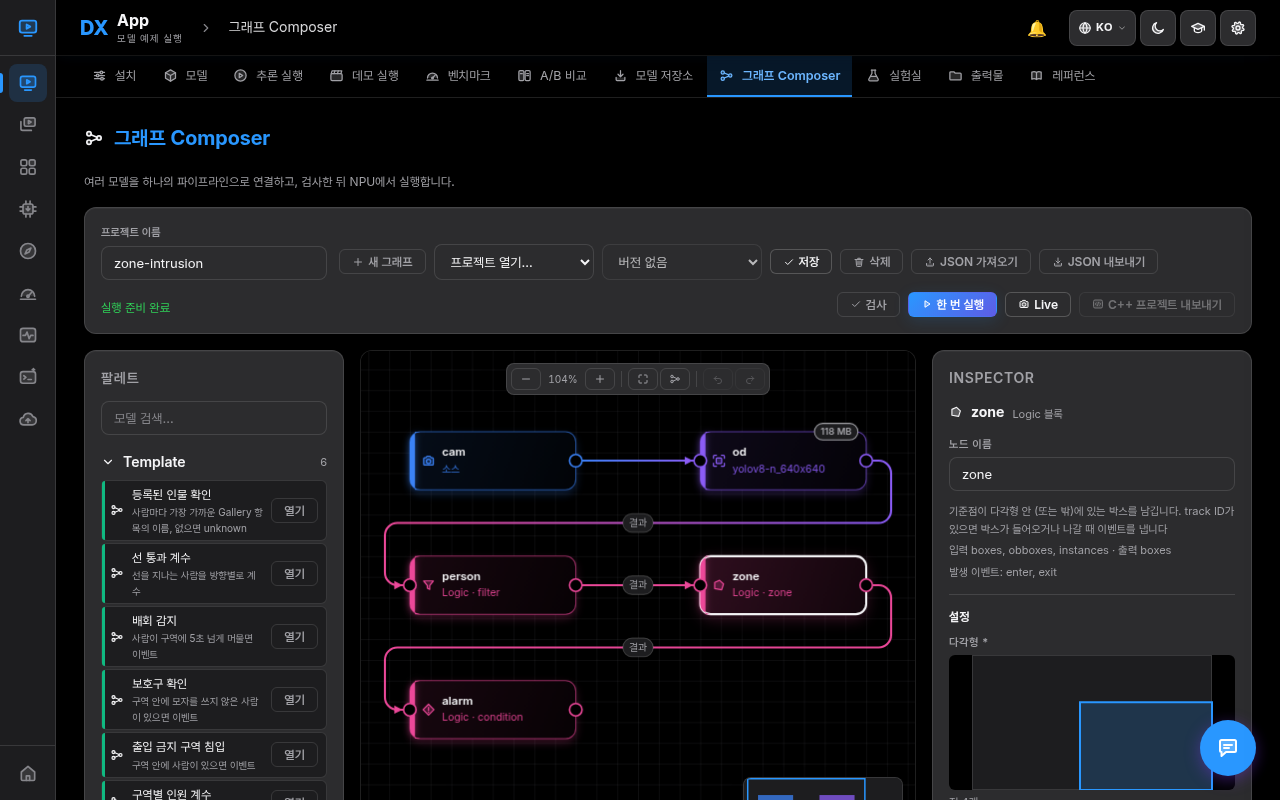 DX App
모델 예제 실행
그래프 Composer
KO
설치
모델
추론 실행
데모 실행
벤치마크
A/B 비교
모델 저장소
그래프 Composer
실험실
출력물
레퍼런스
그래프 Composer
여러 모델을 하나의 파이프라인으로 연결하고, 검사한 뒤 NPU에서 실행합니다.
프로젝트 이름
zone-intrusion
새 그래프
프로젝트 열기...
버전 없음
저장
삭제
JSON 가져오기
JSON 내보내기
실행 준비 완료
검사
한 번 실행
Live
C++ 프로젝트 내보내기
팔레트
모델 검색...
Template
6
등록된 인물 확인
사람마다 가장 가까운 Gallery 항
목의 이름, 없으면 unknown
열기
선 통과 계수
선을 지나는 사람을 방향별로 계
수
열기
배회 감지
사람이 구역에 5초 넘게 머물면
이벤트
열기
보호구 확인
구역 안에 모자를 쓰지 않은 사람
이 있으면 이벤트
열기
출입 금지 구역 침입
구역 안에 사람이 있으면 이벤트
열기
구역별 인원 계수
104%
cam
소스
118 MB
od
yolov8-n_640x640
결과
person
Logic · filter
결과
zone
Logic · zone
결과
alarm
Logic · condition
INSPECTOR
zone Logic 블록
노드 이름
zone
기준점이 다각형 안 (또는 밖)에 있는 박스를 남깁니다. track ID가
있으면 박스가 들어오거나 나갈 때 이벤트를 냅니다
입력 boxes, obboxes, instances · 출력 boxes
발생 이벤트: enter, exit
설정
다각형 *